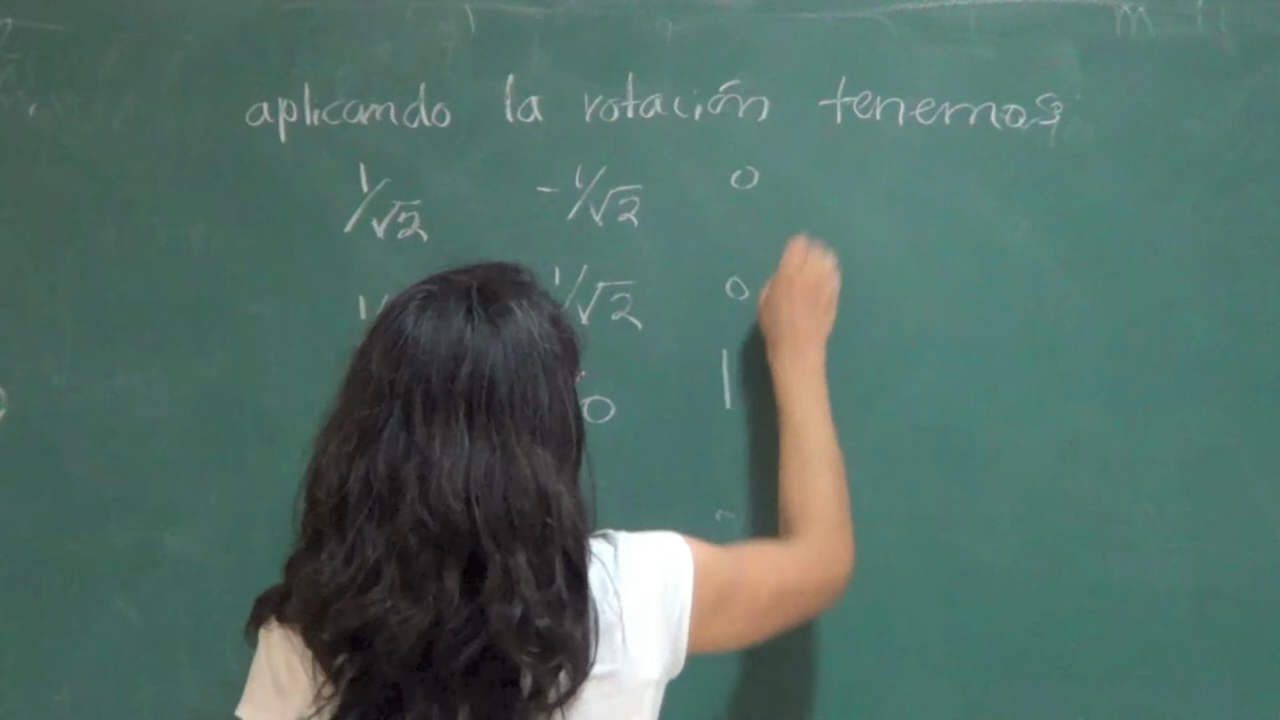 aplicando la rotación tenemos
1/√2 -1/√2 0
1/√2 0
0 1